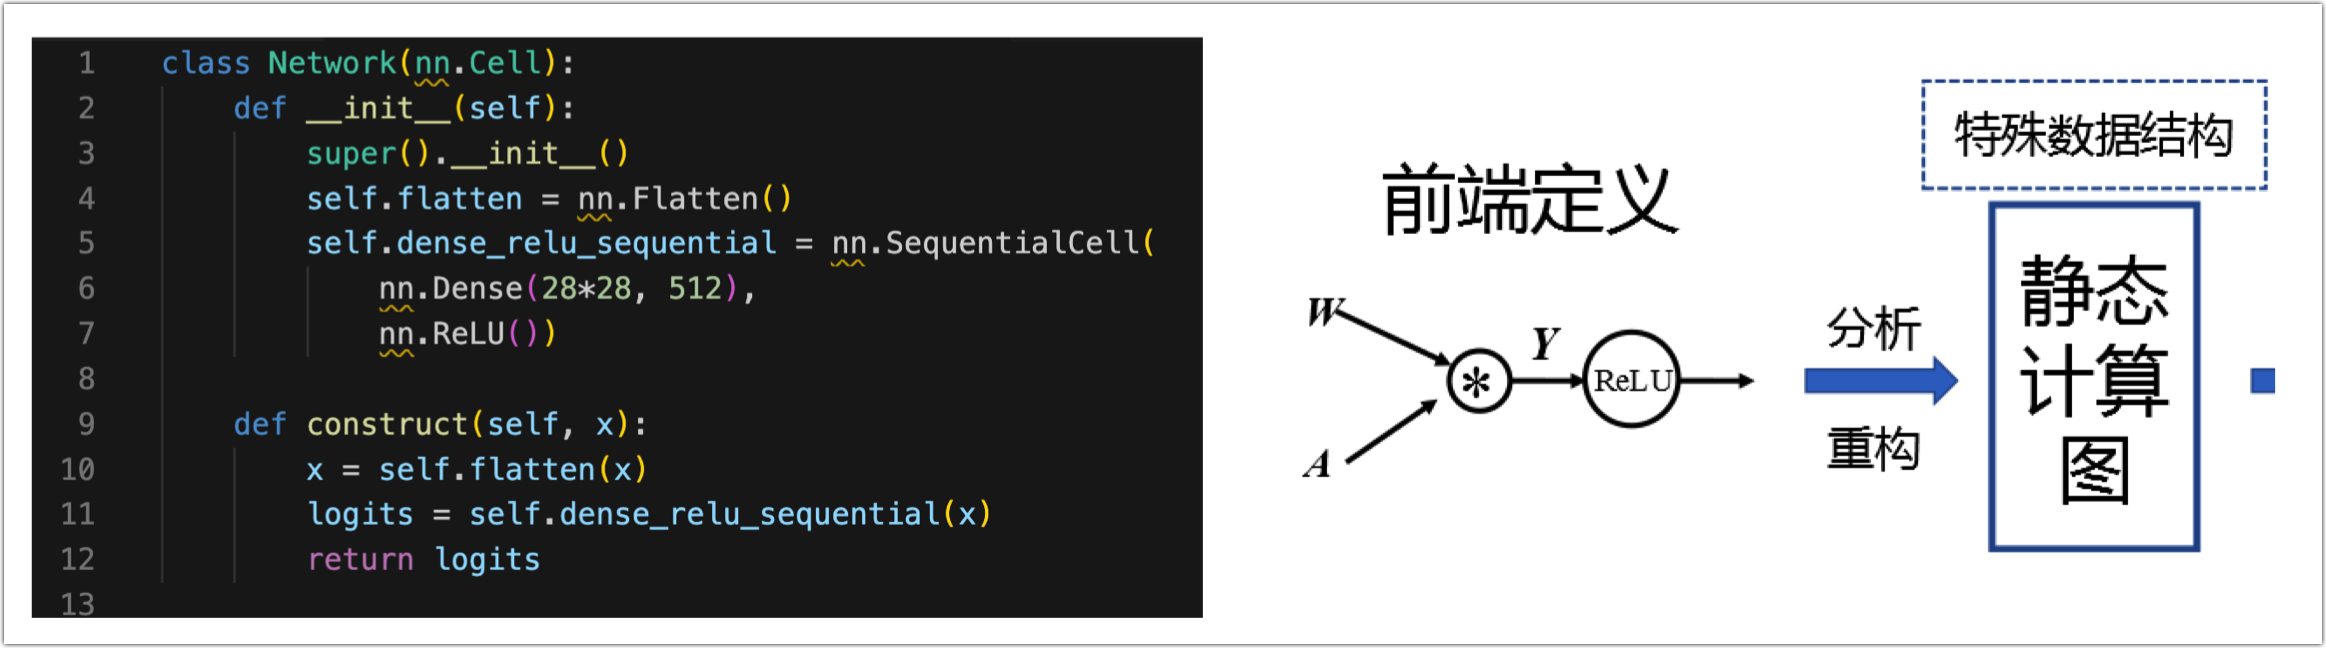 1 class Network(nn.Cell):
2 def __init__(self):
3 super().__init__()
4 self.flatten = nn.Flatten()
5 self.dense_relu_sequential = nn.SequentialCell(
6 nn.Dense(28*28, 512),
7 nn.ReLU())
8
9 def construct(self, x):
10 x = self.flatten(x)
11 logits = self.dense_relu_sequential(x)
12 return logits
13
前端定义
W
A
*
Y
ReLU
分析
重构
特殊数据结构
静态
计算
图